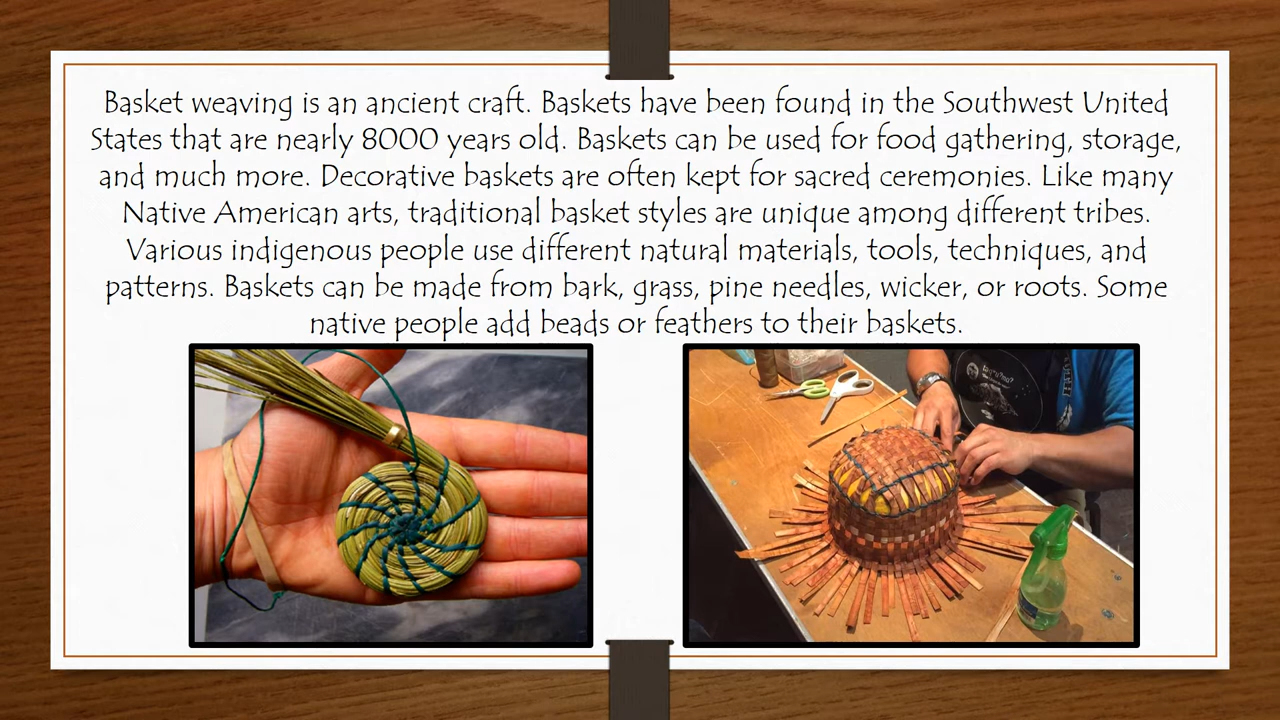 Basket weaving is an ancient craft. Baskets have been found in the Southwest United
States that are nearly 8000 years old. Baskets can be used for food gathering, storage,
and much more. Decorative baskets are often kept for sacred ceremonies. Like many
Native American arts, traditional basket styles are unique among different tribes.
Various indigenous people use different natural materials, tools, techniques, and
patterns. Baskets can be made from bark, grass, pine needles, wicker, or roots. Some
native people add beads or feathers to their baskets.